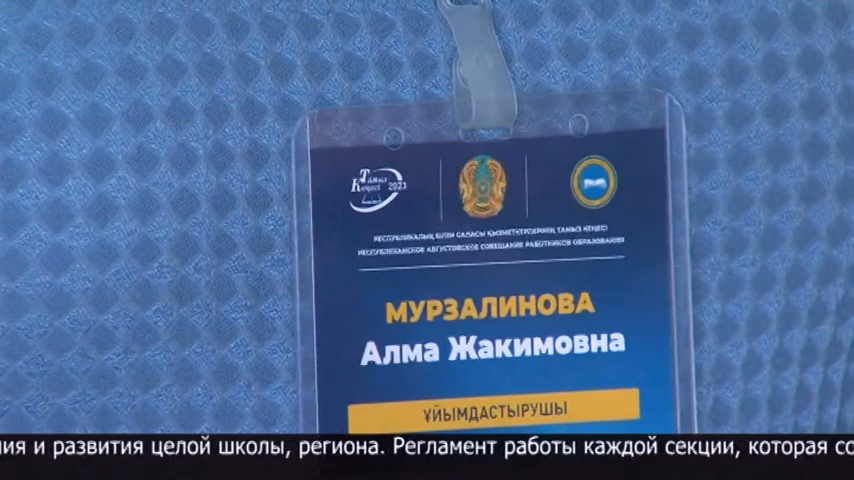 Тамыз
Кеңесі 2023
РЕСПУБЛИКАЛЫҚ БІЛІМ САЛАСЫ ҚЫЗМЕТКЕРЛЕРІНІҢ ТАМЫЗ КЕҢЕСІ
РЕСПУБЛИКАНСКОЕ АВГУСТОВСКОЕ СОВЕЩАНИЕ РАБОТНИКОВ ОБРАЗОВАНИЯ
МУРЗАЛИНОВА
Алма Жакимовна
ҰЙЫМДАСТЫРУШЫ
ия и развития целой школы, региона. Регламент работы каждой секции, которая со